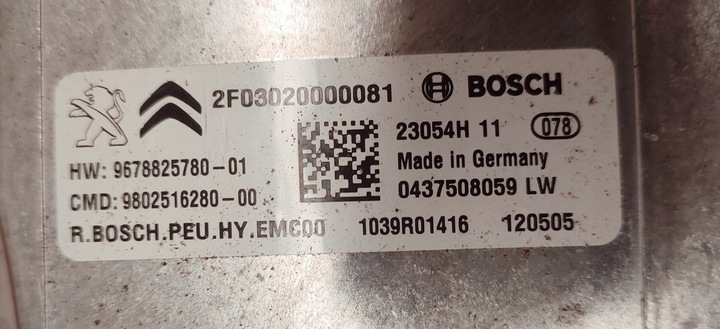 2F03020000081 BOSCH
23054H 11 078
HW: 9678825780-01 Made in Germany
CMD: 9802516280-00 0437508059 LW
R.BOSCH.PEU.HY.EMC00 1039R01416 120505